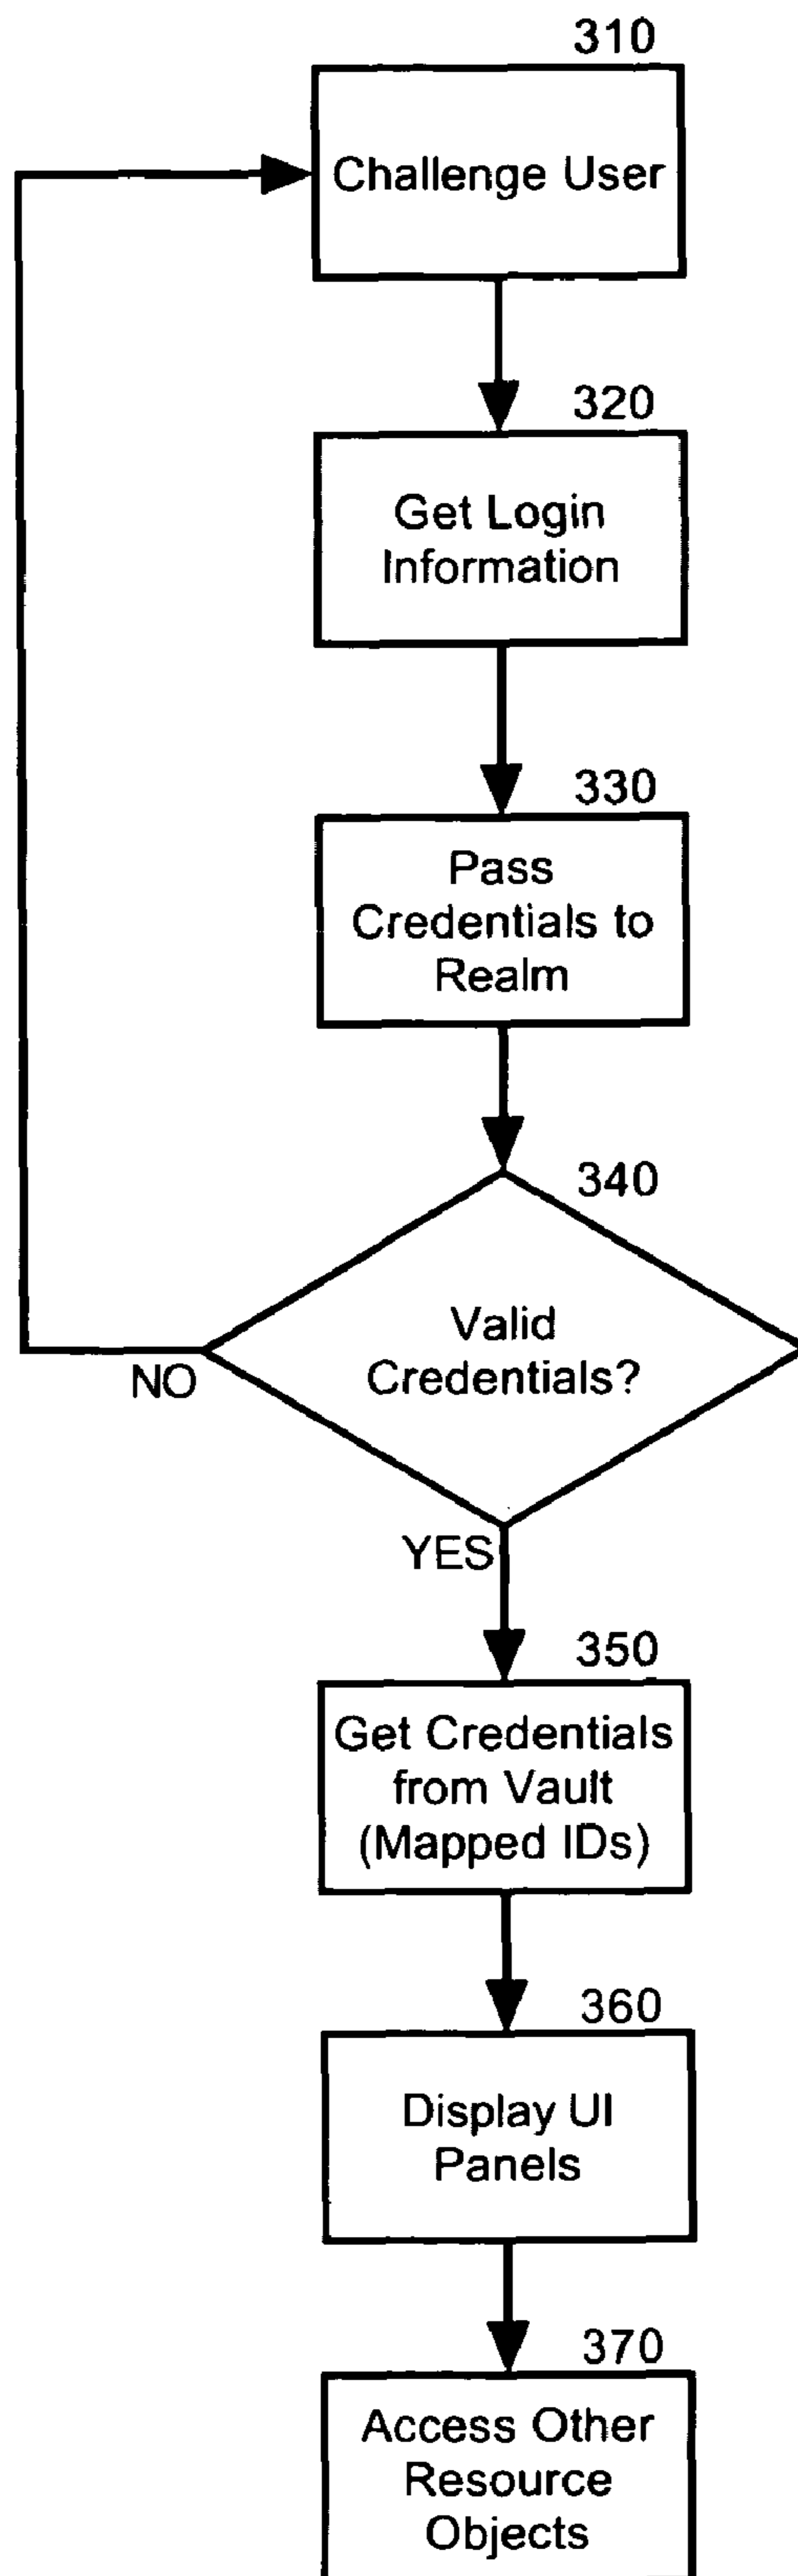 310
Challenge User
320
Get Login
Information
330
Pass
Credentials to
Realm
340
Valid
Credentials?
NO
YES
350
Get Credentials
from Vault
(Mapped IDs)
360
Display UI
Panels
370
Access Other
Resource
Objects